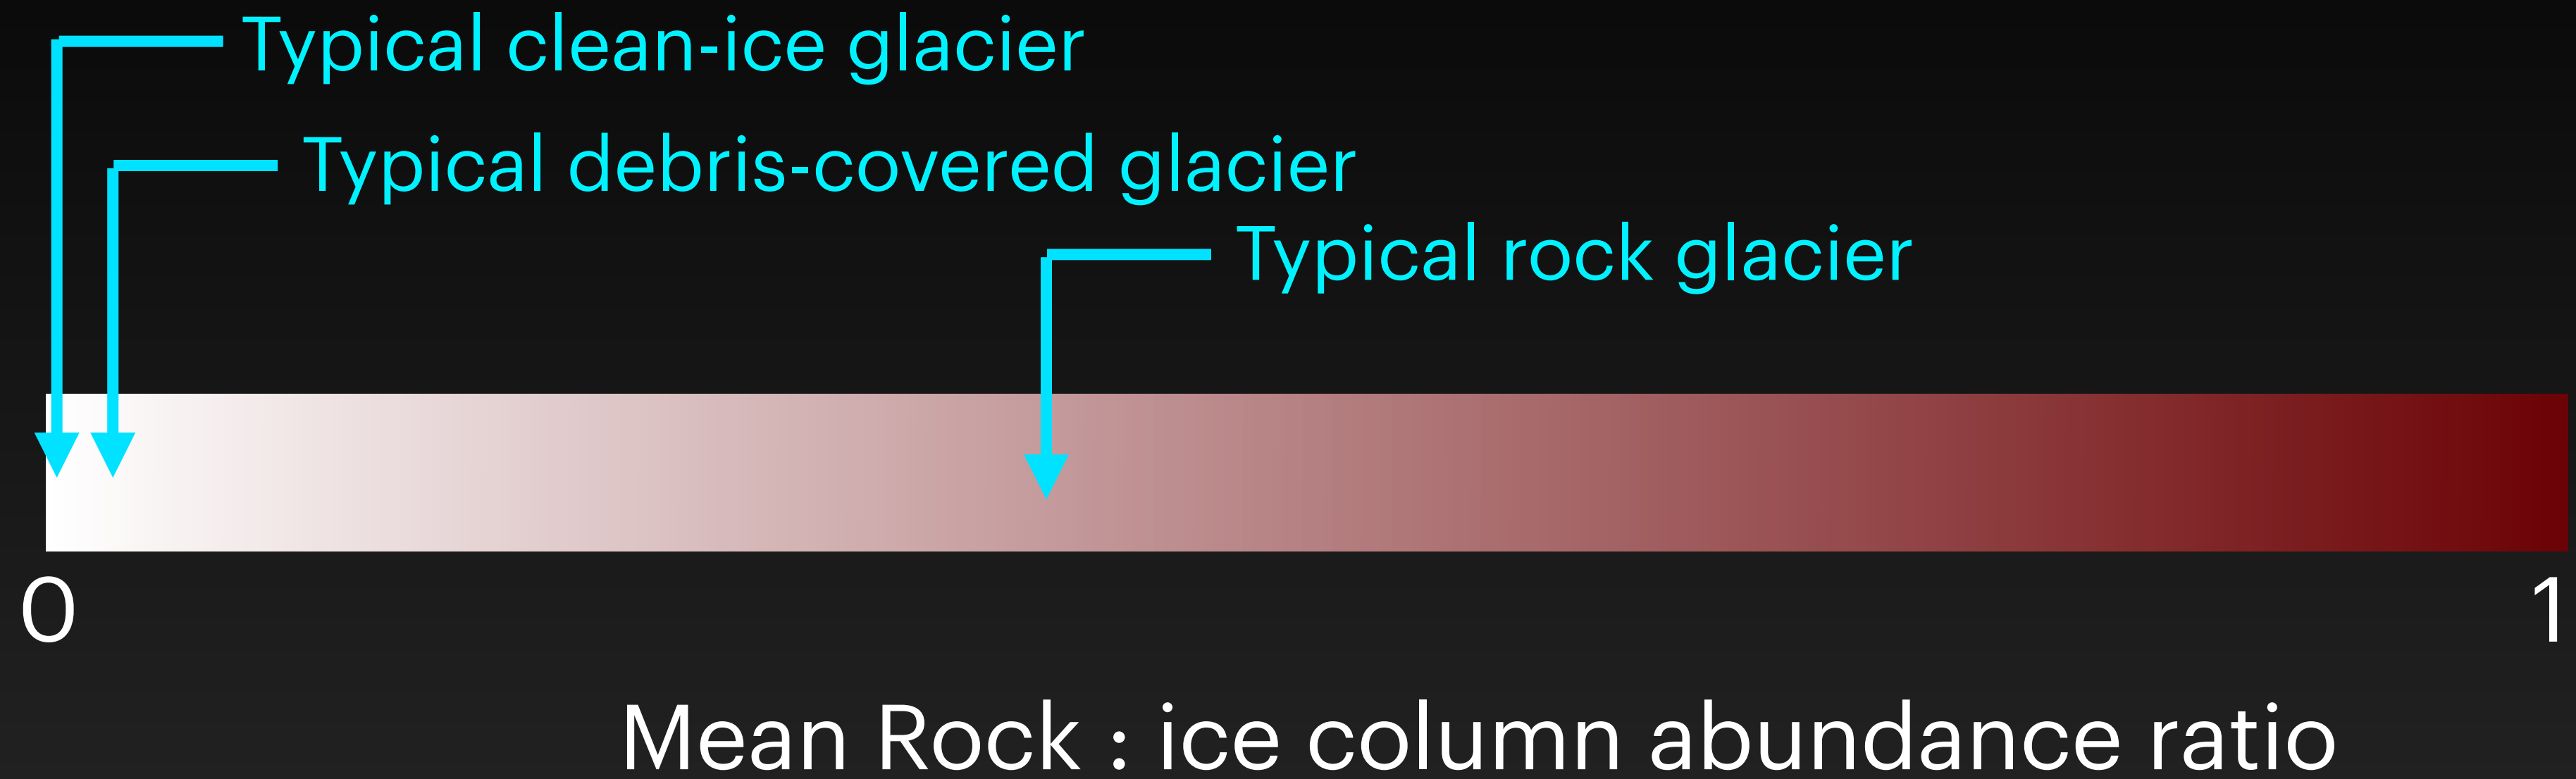 Typical clean-ice glacier
Typical debris-covered glacier
Typical rock glacier
0
1
Mean Rock : ice column abundance ratio